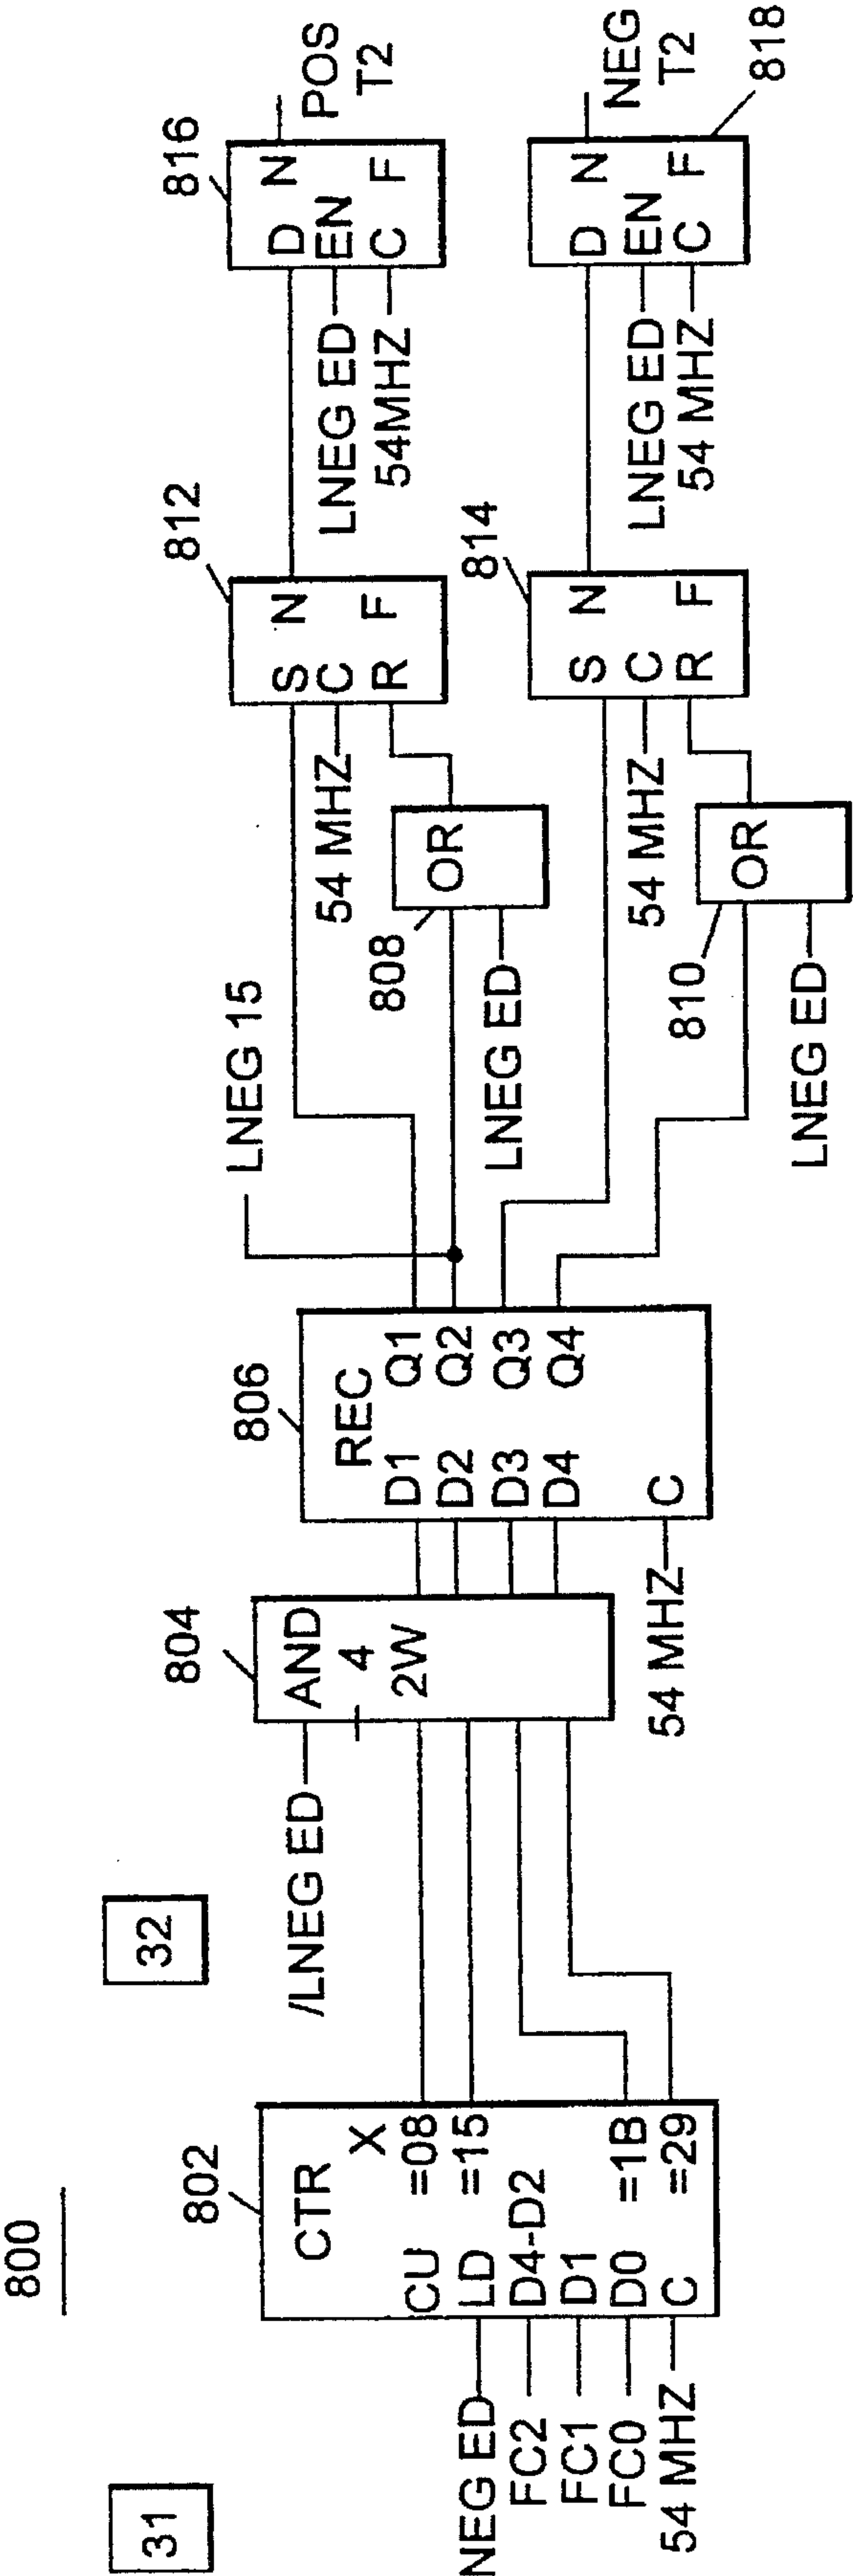 800
31
32
802
CTR
X
CU =08
LD =15
D4-D2
D1
D0 =1B
C =29
NEG ED
FC2
FC1
FC0
54 MHZ
/LNEG ED
804
AND
4
2W
806
REC
D1 Q1
D2 Q2
D3 Q3
D4 Q4
C
54 MHZ
LNEG 15
808
OR
LNEG ED
810
OR
LNEG ED
812
S N
C
R F
54 MHZ
814
S N
C
R F
54 MHZ
816
D N
EN
C F
LNEG ED
54MHZ
POS
T2
818
D N
EN
C F
LNEG ED
54 MHZ
NEG
T2